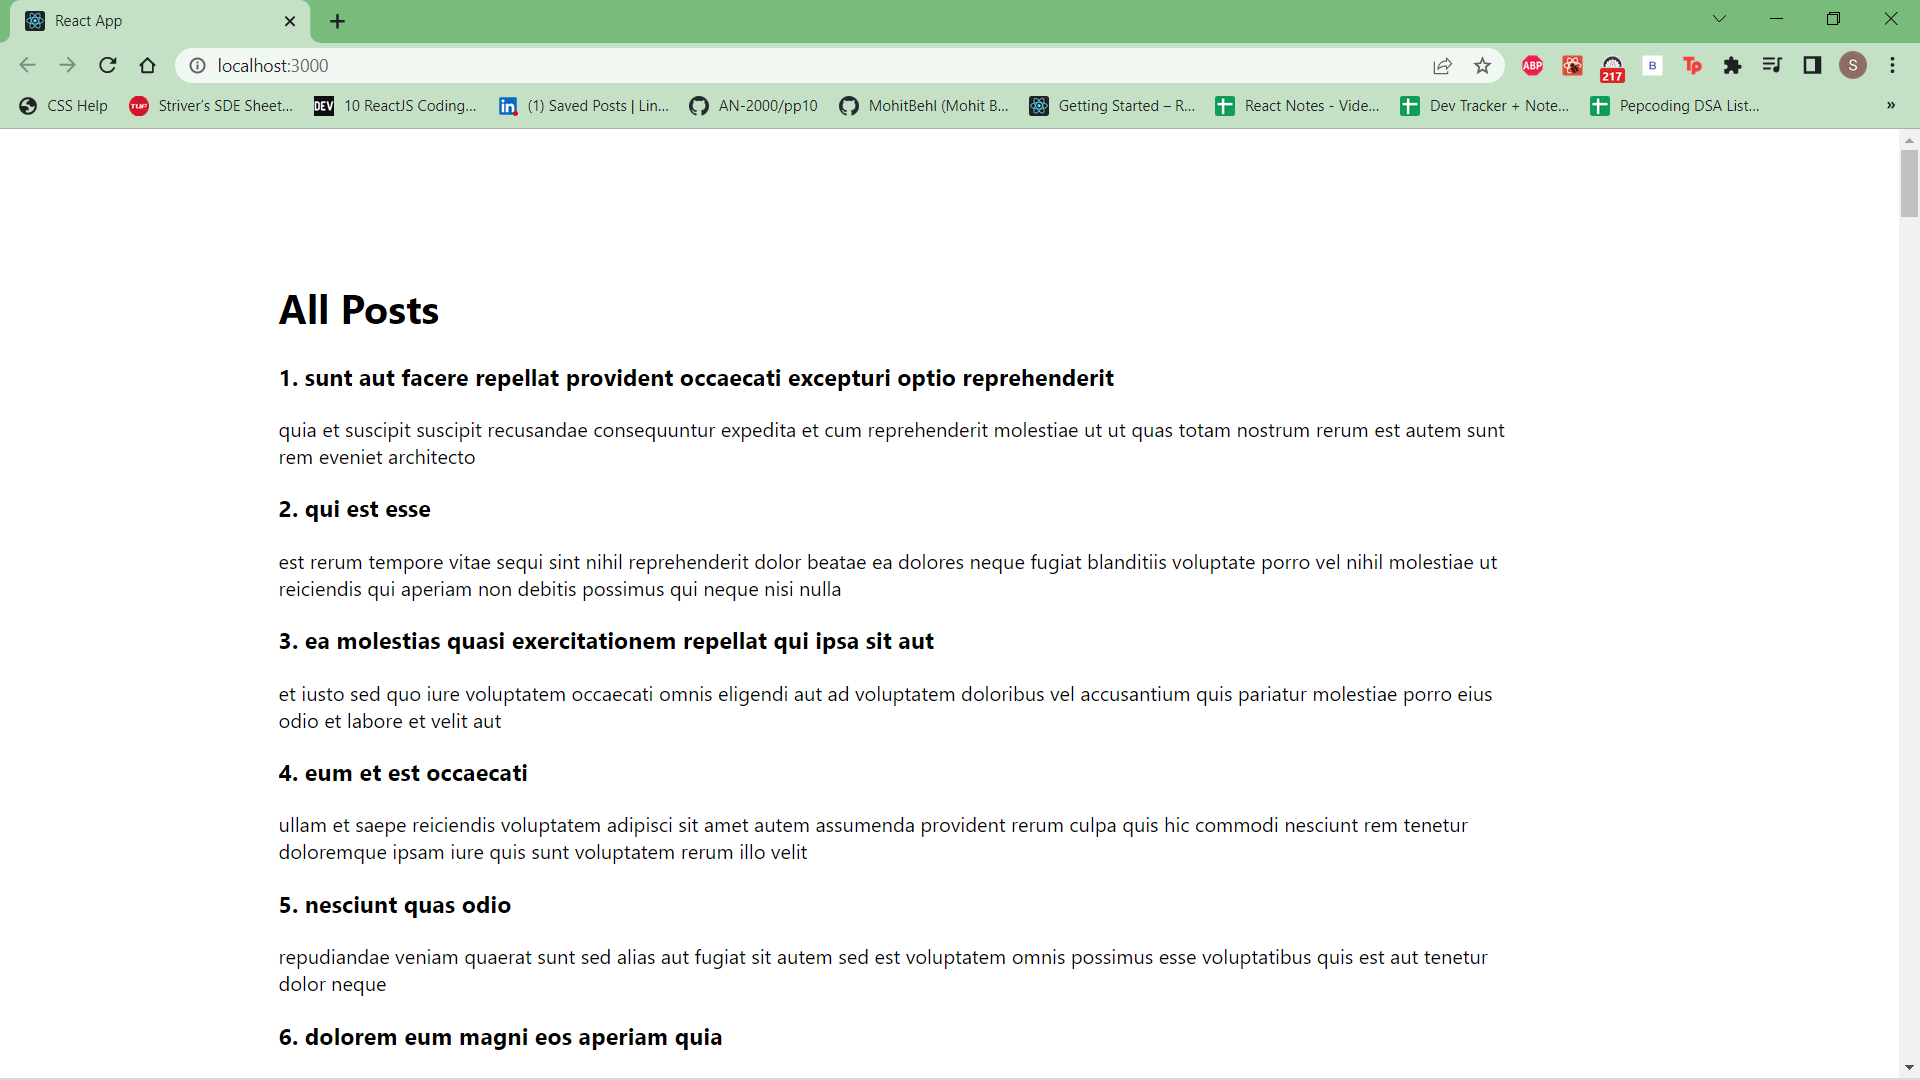 React App
localhost:3000
ABP
217
B
Tp
S
CSS Help
TUF
Striver's SDE Sheet...
DEV
10 ReactJS Coding...
in
(1) Saved Posts | Lin...
AN-2000/pp10
MohitBehl (Mohit B...
Getting Started – R...
React Notes - Vide...
Dev Tracker + Note...
Pepcoding DSA List...
»
All Posts
1. sunt aut facere repellat provident occaecati excepturi optio reprehenderit
quia et suscipit suscipit recusandae consequuntur expedita et cum reprehenderit molestiae ut ut quas totam nostrum rerum est autem sunt
rem eveniet architecto
2. qui est esse
est rerum tempore vitae sequi sint nihil reprehenderit dolor beatae ea dolores neque fugiat blanditiis voluptate porro vel nihil molestiae ut
reiciendis qui aperiam non debitis possimus qui neque nisi nulla
3. ea molestias quasi exercitationem repellat qui ipsa sit aut
et iusto sed quo iure voluptatem occaecati omnis eligendi aut ad voluptatem doloribus vel accusantium quis pariatur molestiae porro eius
odio et labore et velit aut
4. eum et est occaecati
ullam et saepe reiciendis voluptatem adipisci sit amet autem assumenda provident rerum culpa quis hic commodi nesciunt rem tenetur
doloremque ipsam iure quis sunt voluptatem rerum illo velit
5. nesciunt quas odio
repudiandae veniam quaerat sunt sed alias aut fugiat sit autem sed est voluptatem omnis possimus esse voluptatibus quis est aut tenetur
dolor neque
6. dolorem eum magni eos aperiam quia